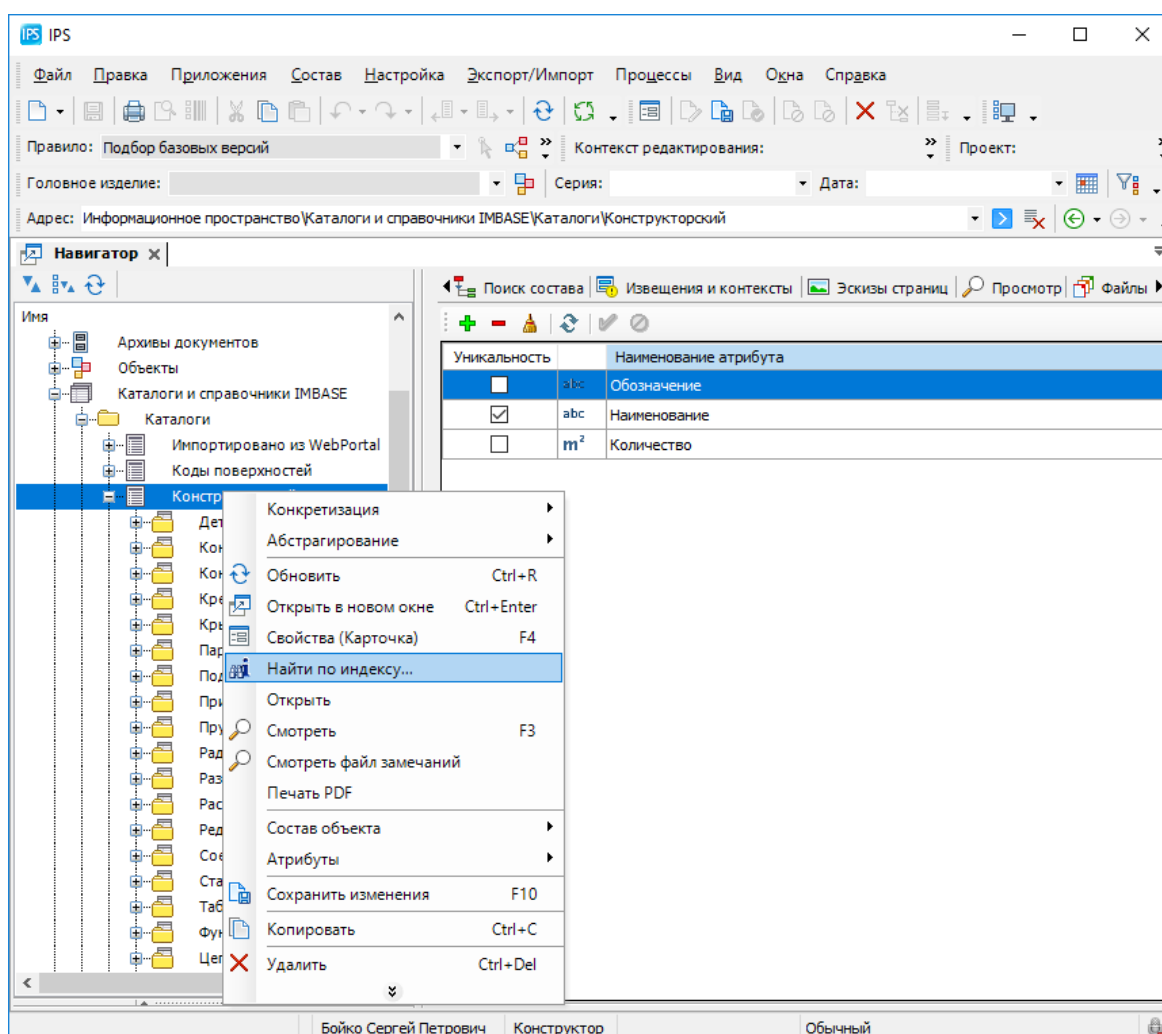 IPS IPS
Файл Правка Приложения Состав Настройка Экспорт/Импорт Процессы Вид Окна Справка
Правило: Подбор базовых версий Контекст редактирования: Проект:
Головное изделие: Серия: Дата:
Адрес: Информационное пространство\Каталоги и справочники IMBASE\Каталоги\Конструкторский
Навигатор
Поиск состава Извещения и контексты Эскизы страниц Просмотр Файлы
Имя
Архивы документов
Объекты
Каталоги и справочники IMBASE
Каталоги
Импортировано из WebPortal
Коды поверхностей
Констр
Дет
Кон
Кон
Кре
Кры
Пар
Под
При
Пру
Рад
Раз
Рас
Ред
Сое
Ста
Таб
Фун
Цеп
Уникальность Наименование атрибута
abc Обозначение
abc Наименование
m² Количество
Конкретизация
Абстрагирование
Обновить Ctrl+R
Открыть в новом окне Ctrl+Enter
Свойства (Карточка) F4
Найти по индексу...
Открыть
Смотреть F3
Смотреть файл замечаний
Печать PDF
Состав объекта
Атрибуты
Сохранить изменения F10
Копировать Ctrl+C
Удалить Ctrl+Del
Бойко Сергей Петрович Конструктор Обычный